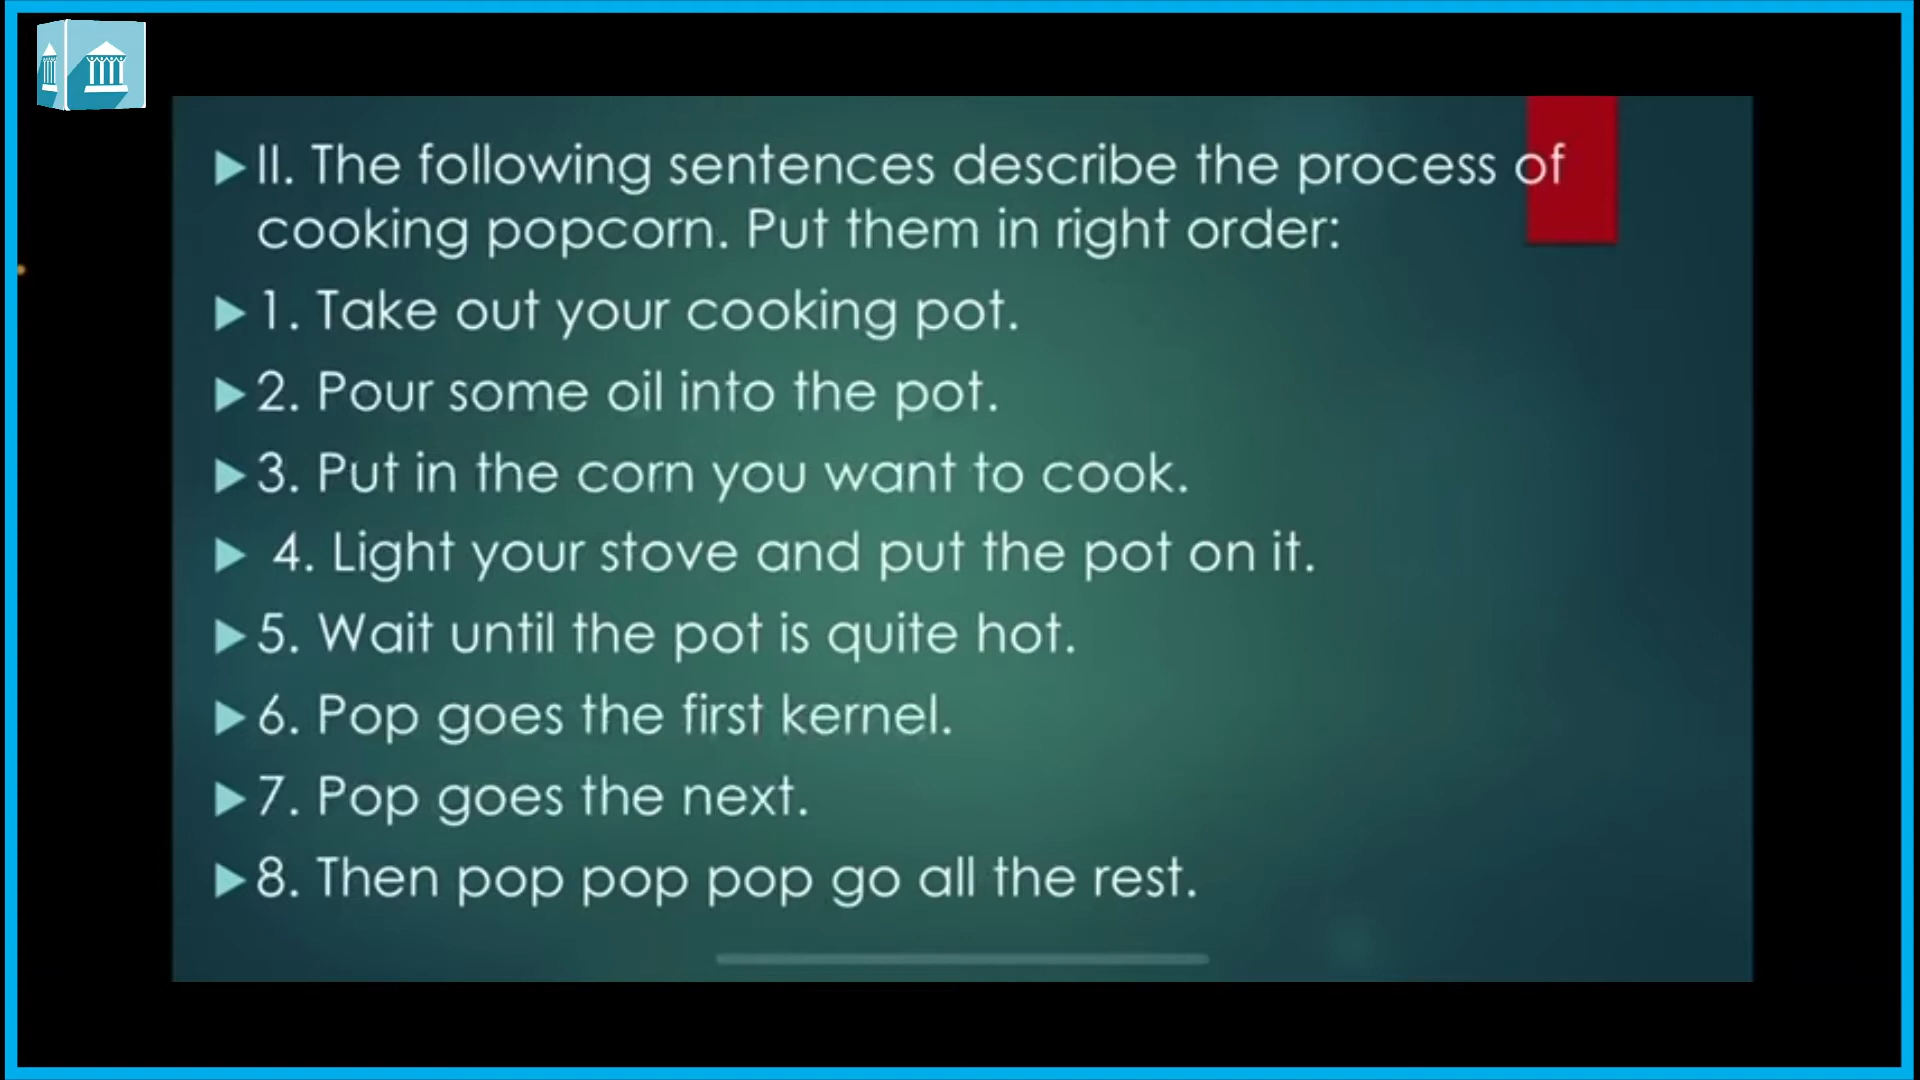 II. The following sentences describe the process of
cooking popcorn. Put them in right order:
1. Take out your cooking pot.
2. Pour some oil into the pot.
3. Put in the corn you want to cook.
4. Light your stove and put the pot on it.
5. Wait until the pot is quite hot.
6. Pop goes the first kernel.
7. Pop goes the next.
8. Then pop pop pop go all the rest.